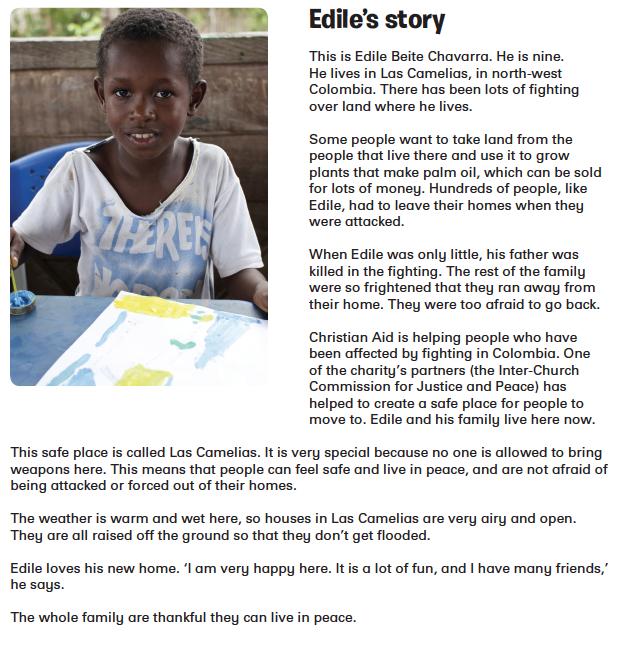 Edile's story
This is Edile Beite Chavarra. He is nine.
He lives in Las Camelias, in north-west
Colombia. There has been lots of fighting
over land where he lives.
Some people want to take land from the
people that live there and use it to grow
plants that make palm oil, which can be sold
for lots of money. Hundreds of people, like
Edile, had to leave their homes when they
were attacked.
When Edile was only little, his father was
killed in the fighting. The rest of the family
were so frightened that they ran away from
their home. They were too afraid to go back.
Christian Aid is helping people who have
been affected by fighting in Colombia. One
of the charity's partners (the Inter-Church
Commission for Justice and Peace) has
helped to create a safe place for people to
move to. Edile and his family live here now.
This safe place is called Las Camelias. It is very special because no one is allowed to bring
weapons here. This means that people can feel safe and live in peace, and are not afraid of
being attacked or forced out of their homes.
The weather is warm and wet here, so houses in Las Camelias are very airy and open.
They are all raised off the ground so that they don't get flooded.
Edile loves his new home. 'I am very happy here. It is a lot of fun, and I have many friends,'
he says.
The whole family are thankful they can live in peace.
THERE'S
NO